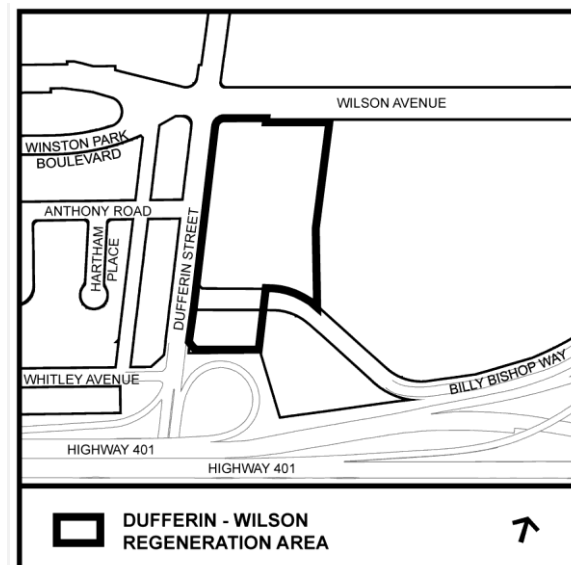 WILSON AVENUE
WINSTON PARK
BOULEVARD
ANTHONY ROAD
HARTHAM
PLACE
DUFFERIN STREET
WHITLEY AVENUE
BILLY BISHOP WAY
HIGHWAY 401
HIGHWAY 401
DUFFERIN - WILSON
REGENERATION AREA